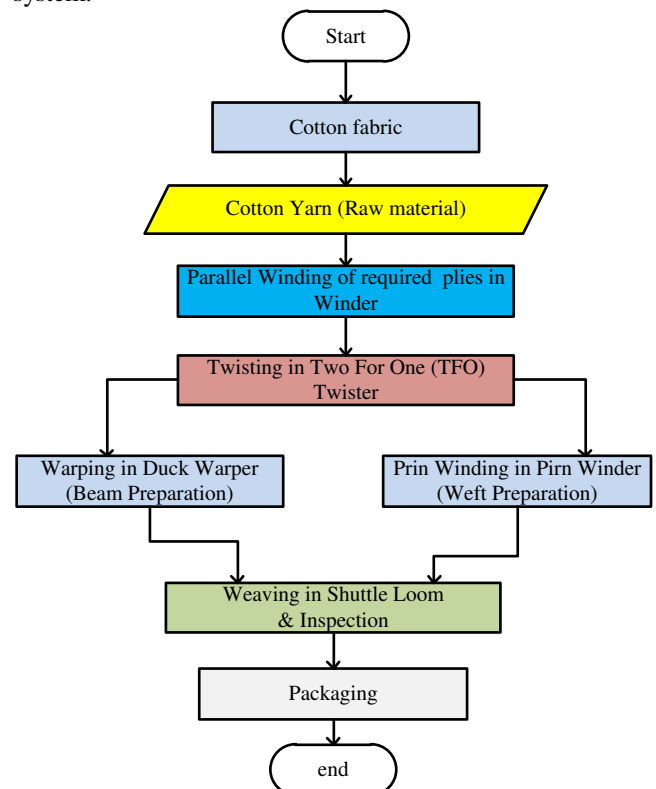 system.
Start
Cotton fabric
Cotton Yarn (Raw material)
Parallel Winding of required plies in
Winder
Twisting in Two For One (TFO)
Twister
Warping in Duck Warper
(Beam Preparation)
Prin Winding in Pirn Winder
(Weft Preparation)
Weaving in Shuttle Loom
& Inspection
Packaging
end